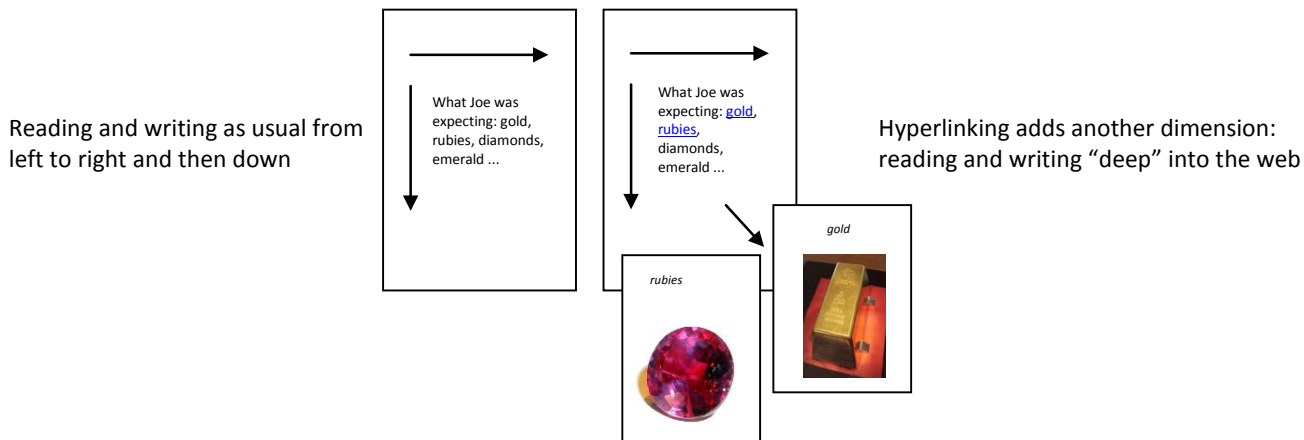 Reading and writing as usual from
left to right and then down
What Joe was
expecting: gold,
rubies, diamonds,
emerald ...
What Joe was
expecting: gold,
rubies,
diamonds,
emerald ...
Hyperlinking adds another dimension:
reading and writing “deep” into the web
gold
rubies